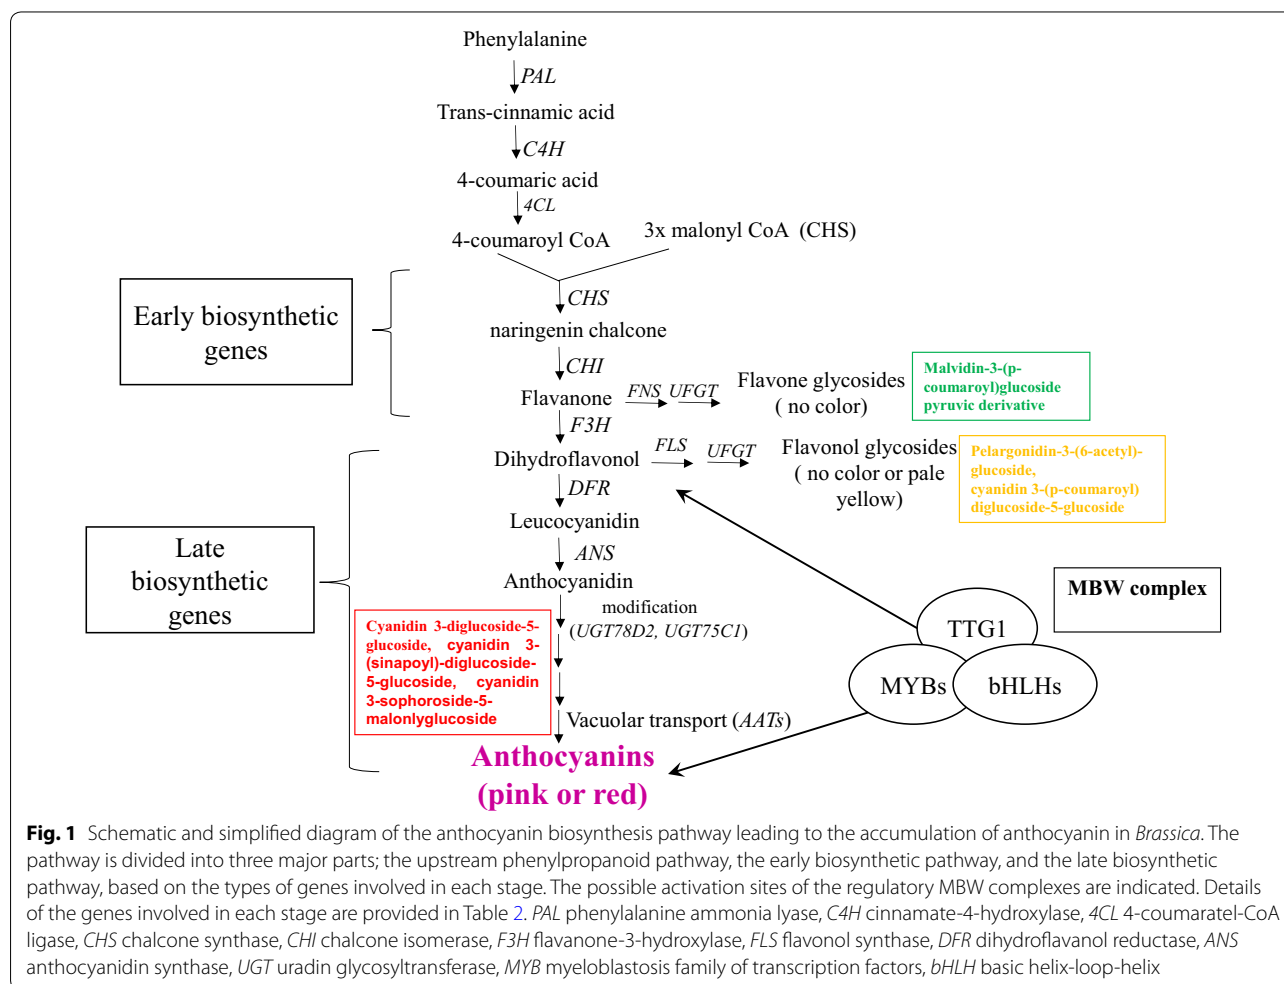 Phenylalanine
PAL
Trans-cinnamic acid
C4H
4-coumaric acid
4CL
4-coumaroyl CoA
3x malonyl CoA (CHS)
Early biosynthetic
genes
CHS
naringenin chalcone
CHI
Flavanone
FNS UFGT
Flavone glycosides
( no color)
Malvidin-3-(p-
coumaroyl)glucoside
pyruvic derivative
F3H
Dihydroflavonol
FLS
UFGT
Flavonol glycosides
( no color or pale
yellow)
Pelargonidin-3-(6-acetyl)-
glucoside,
cyanidin 3-(p-coumaroyl)
diglucoside-5-glucoside
DFR
Leucocyanidin
Late
biosynthetic
genes
ANS
Anthocyanidin
modification
(UGT78D2, UGT75C1)
MBW complex
TTG1
MYBs
bHLHs
Cyanidin 3-diglucoside-5-
glucoside, cyanidin 3-
(sinapoyl)-diglucoside-
5-glucoside, cyanidin
3-sophoroside-5-
malonlyglucoside
Vacuolar transport (AATs)
Anthocyanins
(pink or red)
Fig. 1 Schematic and simplified diagram of the anthocyanin biosynthesis pathway leading to the accumulation of anthocyanin in Brassica. The
pathway is divided into three major parts; the upstream phenylpropanoid pathway, the early biosynthetic pathway, and the late biosynthetic
pathway, based on the types of genes involved in each stage. The possible activation sites of the regulatory MBW complexes are indicated. Details
of the genes involved in each stage are provided in Table 2. PAL phenylalanine ammonia lyase, C4H cinnamate-4-hydroxylase, 4CL 4-coumaratel-CoA
ligase, CHS chalcone synthase, CHI chalcone isomerase, F3H flavanone-3-hydroxylase, FLS flavonol synthase, DFR dihydroflavanol reductase, ANS
anthocyanidin synthase, UGT uradin glycosyltransferase, MYB myeloblastosis family of transcription factors, bHLH basic helix-loop-helix